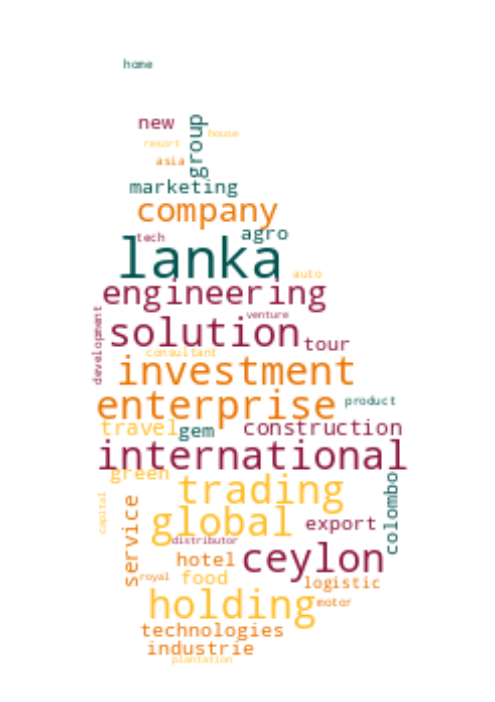 home
new
group
house
resort
asia
marketing
company
tech
agro
lanka
auto
engineering
development
venture
solution
tour
consultant
investment
enterprise
product
travel
gem
construction
international
green
colombo
trading
capital
service
global
export
distributor
ceylon
hotel
royal
food
logistic
holding
motor
technologies
industrie
plantation